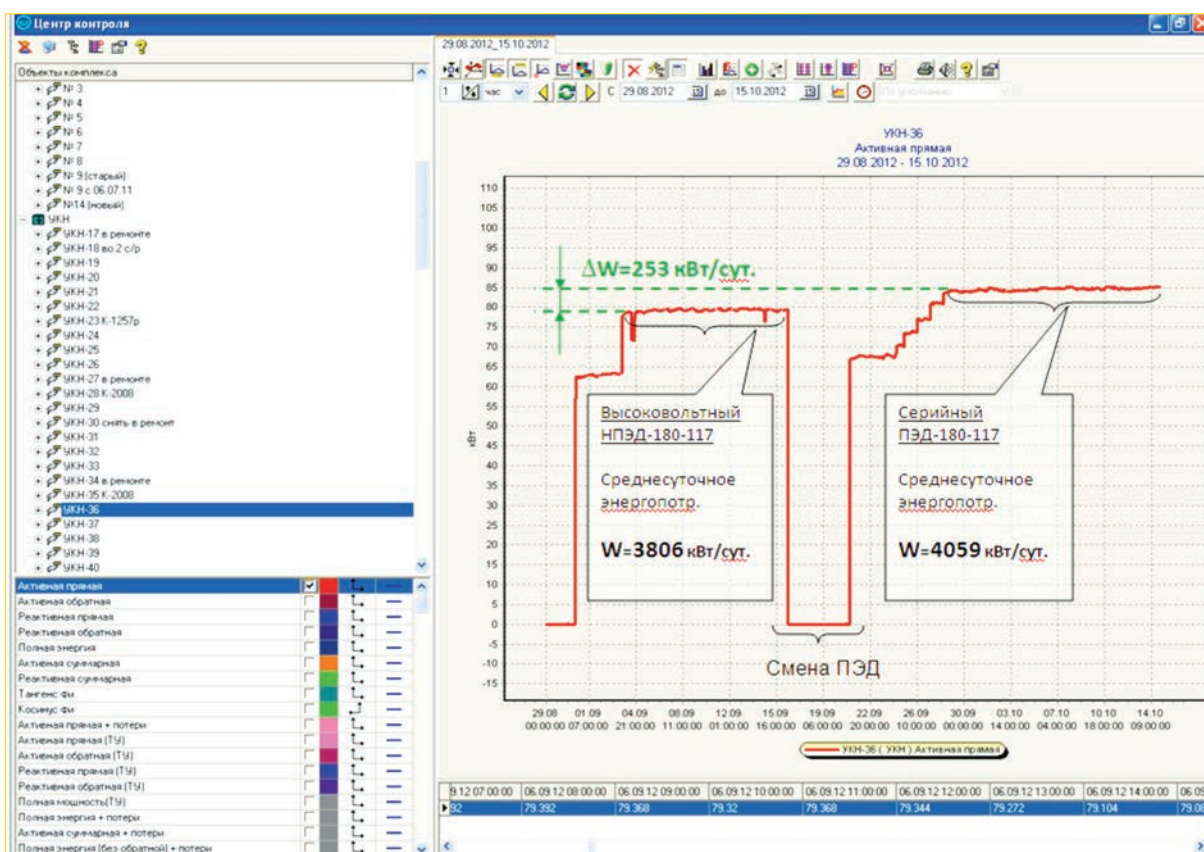 Центр контроля
Объекты комплекса
№ 3
№ 4
№ 5
№ 6
№ 7
№ 8
№ 9 (старый)
№ 9 с 06.07.11
№14 (новый)
УКН
УКН-17 в ремонте
УКН-18 во 2 с/р
УКН-19
УКН-20
УКН-21
УКН-22
УКН-23 К-1257р
УКН-24
УКН-25
УКН-26
УКН-27 в ремонте
УКН-28 К-2008
УКН-29
УКН-30 снять в ремонт
УКН-31
УКН-32
УКН-33
УКН-34 в ремонте
УКН-35 К-2008
УКН-36
УКН-37
УКН-38
УКН-39
УКН-40
Активная прямая
Активная обратная
Реактивная прямая
Реактивная обратная
Полная энергия
Активная суммарная
Реактивная суммарная
Тангенс фи
Косинус фи
Активная прямая + потери
Активная прямая (ТУ)
Активная обратная (ТУ)
Реактивная прямая (ТУ)
Реактивная обратная (ТУ)
Полная мощность(ТУ)
Полная энергия + потери
Активная суммарная + потери
Полная энергия (без обратной) + потери
29.08.2012_15.10.2012
1 час С 29.08.2012 до 15.10.2012 По умолчанию
УКН-36
Активная прямая
29.08.2012 - 15.10.2012
110
105
100
95
90
85
80
75
70
65
60
55
50
45
40
35
30
25
20
15
10
5
0
-5
-10
-15
кВт
ΔW=253 кВт/сут.
Высоковольтный
НПЭД-180-117
Среднесуточное
энергопотр.
W=3806 кВт/сут.
Серийный
ПЭД-180-117
Среднесуточное
энергопотр.
W=4059 кВт/сут.
Смена ПЭД
29.08 01.09 04.09 08.09 12.09 15.09 19.09 22.09 26.09 30.09 03.10 07.10 10.10 14.10
00:00:00 07:00:00 21:00:00 11:00:00 01:00:00 16:00:00 06:00:00 20:00:00 10:00:00 00:00:00 14:00:00 04:00:00 18:00:00 09:00:00
УКН-36 ( УКН ) Активная прямая
9.12 07:00:00 06.09.12 08:00:00 06.09.12 09:00:00 06.09.12 10:00:00 06.09.12 11:00:00 06.09.12 12:00:00 06.09.12 13:00:00 06.09.12 14:00:00 06.09
92 79.392 79.368 79.32 79.368 79.344 79.272 79.104 79.08